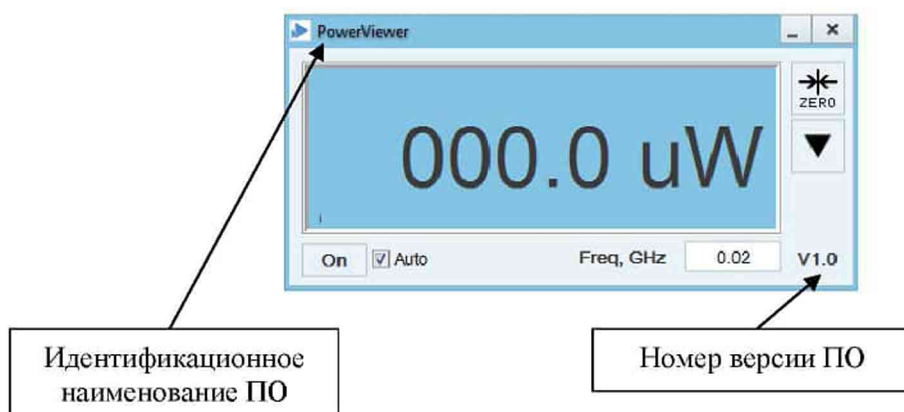 PowerViewer
ZERO
000.0 uW
On Auto Freq, GHz 0.02 V1.0
Идентификационное
наименование ПО
Номер версии ПО